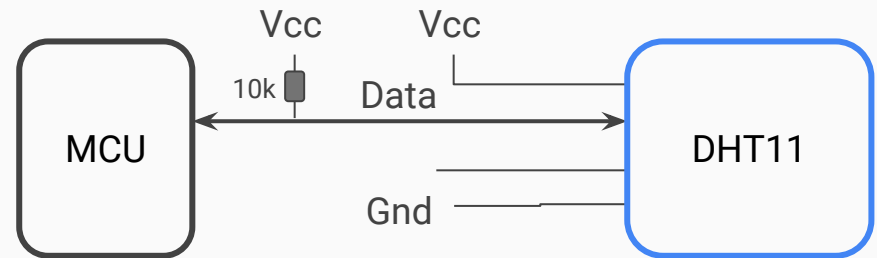 Vcc
Vcc
10k
Data
MCU
DHT11
Gnd